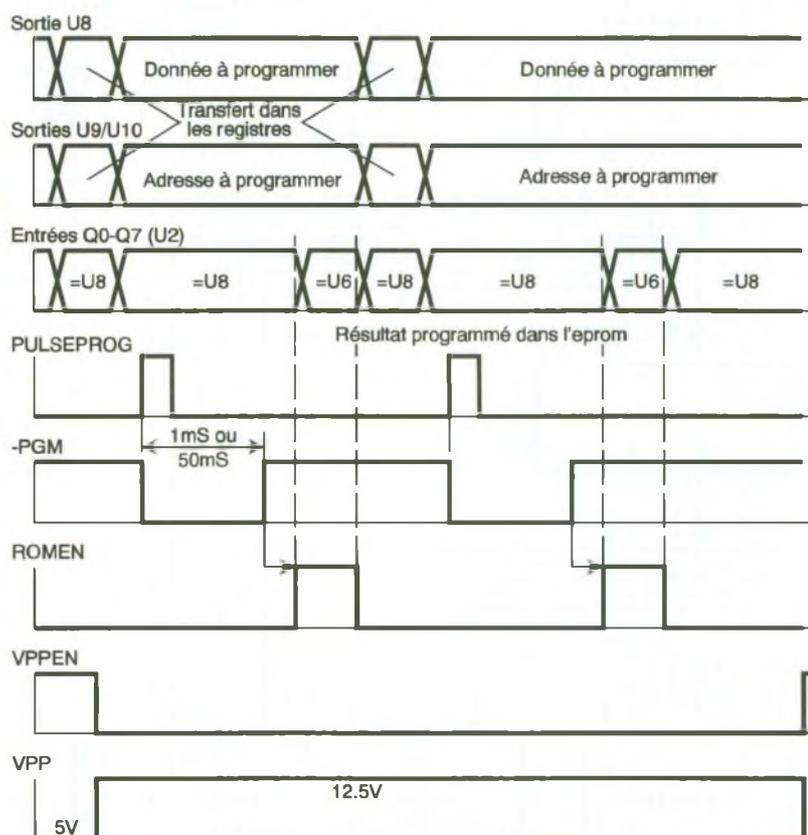 Sortie U8
Donnée à programmer
Donnée à programmer
Transfert dans
les registres
Sorties U9/U10
Adresse à programmer
Adresse à programmer
Entrées Q0-Q7 (U2)
=U8
=U8
=U6
=U8
=U8
=U6
=U8
Résultat programmé dans l'eprom
PULSEPROG
1mS ou
50mS
-PGM
ROMEN
VPPEN
VPP
12.5V
5V